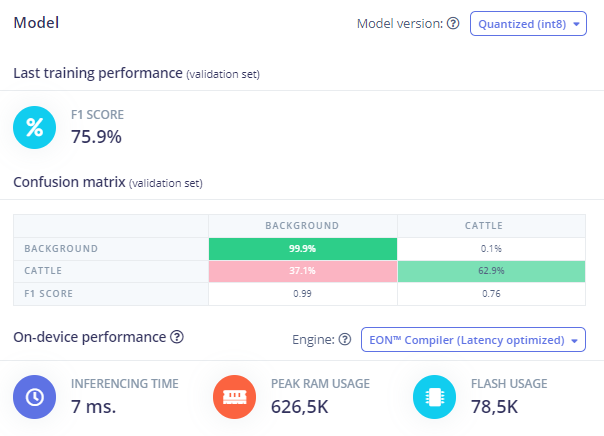 Model
Model version: ? Quantized (int8)
Last training performance (validation set)
% F1 SCORE
75.9%
Confusion matrix (validation set)
BACKGROUND CATTLE
BACKGROUND 99.9% 0.1%
CATTLE 37.1% 62.9%
F1 SCORE 0.99 0.76
On-device performance ? Engine: ? EON™ Compiler (Latency optimized)
INFERENCING TIME PEAK RAM USAGE FLASH USAGE
7 ms. 626,5K 78,5K